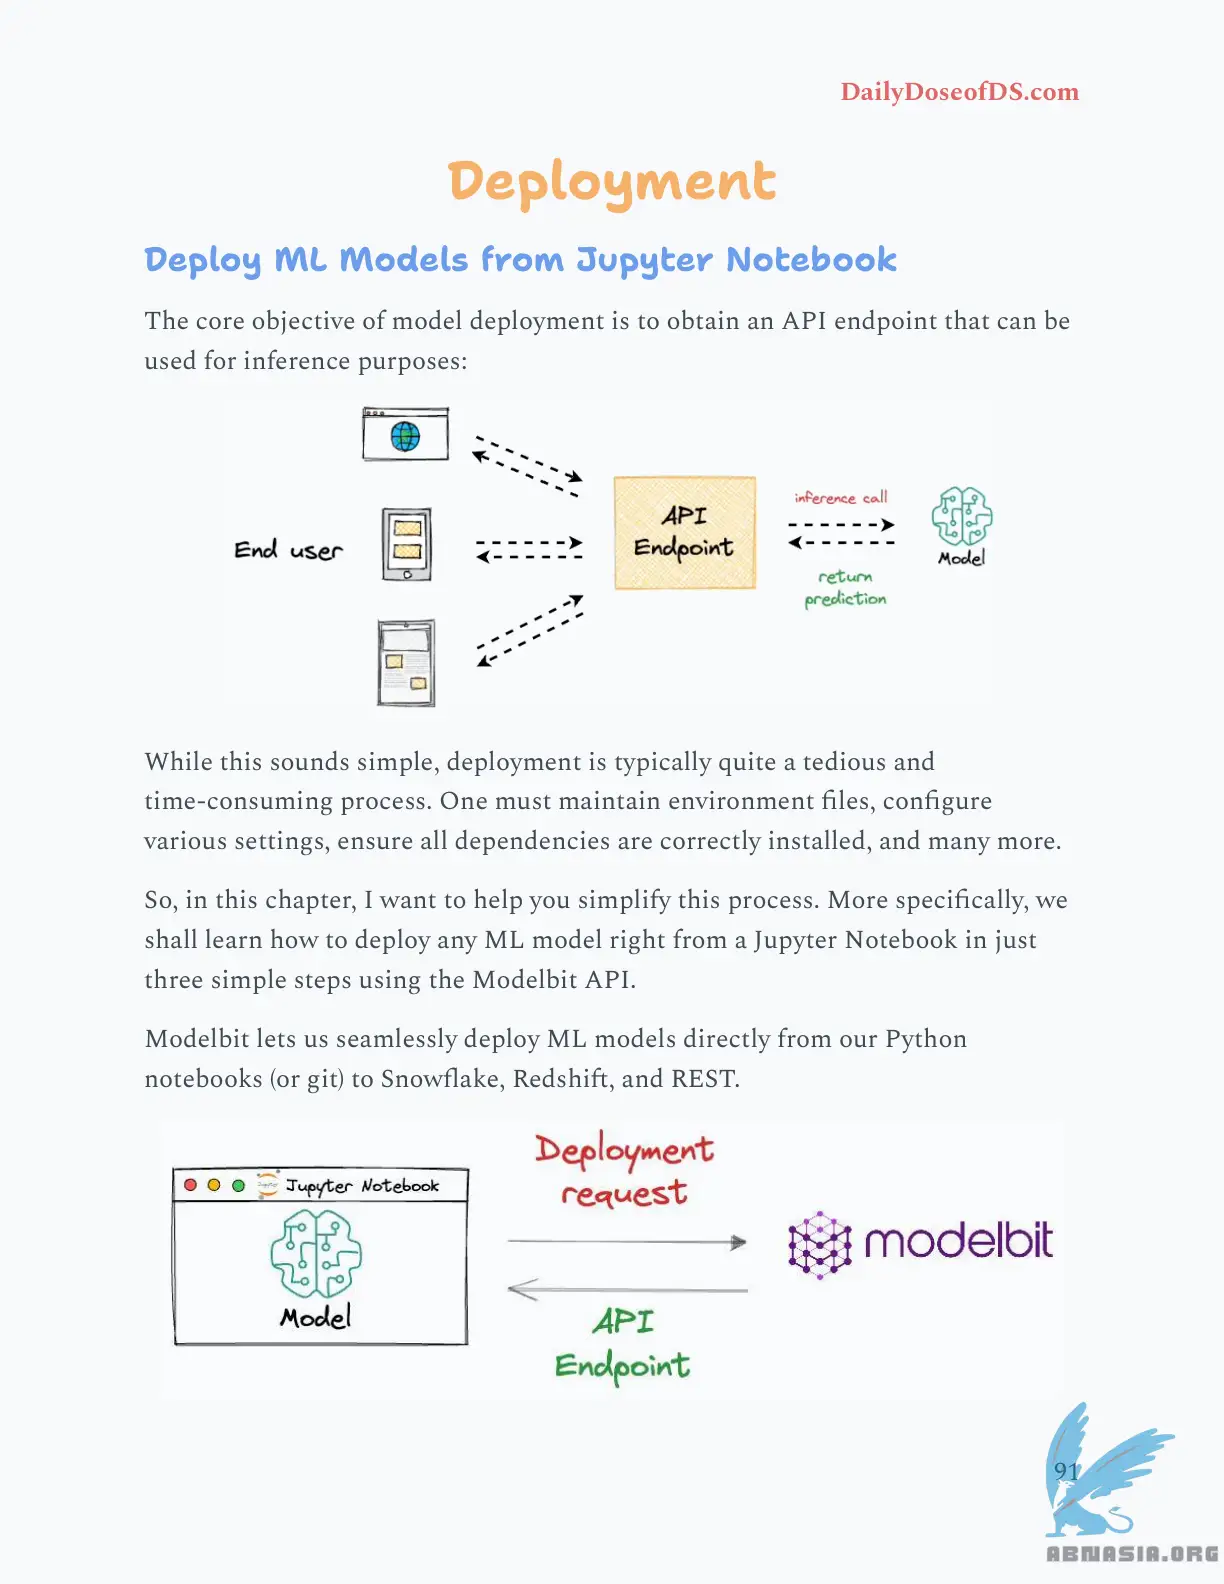 DailyDoseofDS.com
Deployment
Deploy ML Models from Jupyter Notebook
The core objective of model deployment is to obtain an API endpoint that can be
used for inference purposes:
End user
API
Endpoint
inference call
return
prediction
Model
While this sounds simple, deployment is typically quite a tedious and
time-consuming process. One must maintain environment files, configure
various settings, ensure all dependencies are correctly installed, and many more.
So, in this chapter, I want to help you simplify this process. More specifically, we
shall learn how to deploy any ML model right from a Jupyter Notebook in just
three simple steps using the Modelbit API.
Modelbit lets us seamlessly deploy ML models directly from our Python
notebooks (or git) to Snowflake, Redshift, and REST.
Jupyter Notebook
Model
Deployment
request
API
Endpoint
modelbit
91
ABNASIA.ORG